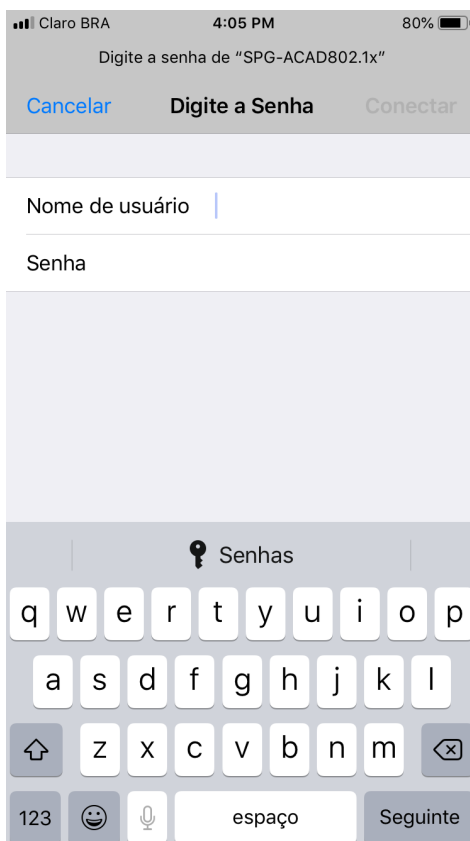 Claro BRA 4:05 PM 80%
Digite a senha de “SPG-ACAD802.1x”
Cancelar Digite a Senha Conectar
Nome de usuário
Senha
Senhas
q w e r t y u i o p
a s d f g h j k l
z x c v b n m
123 espaço Seguinte